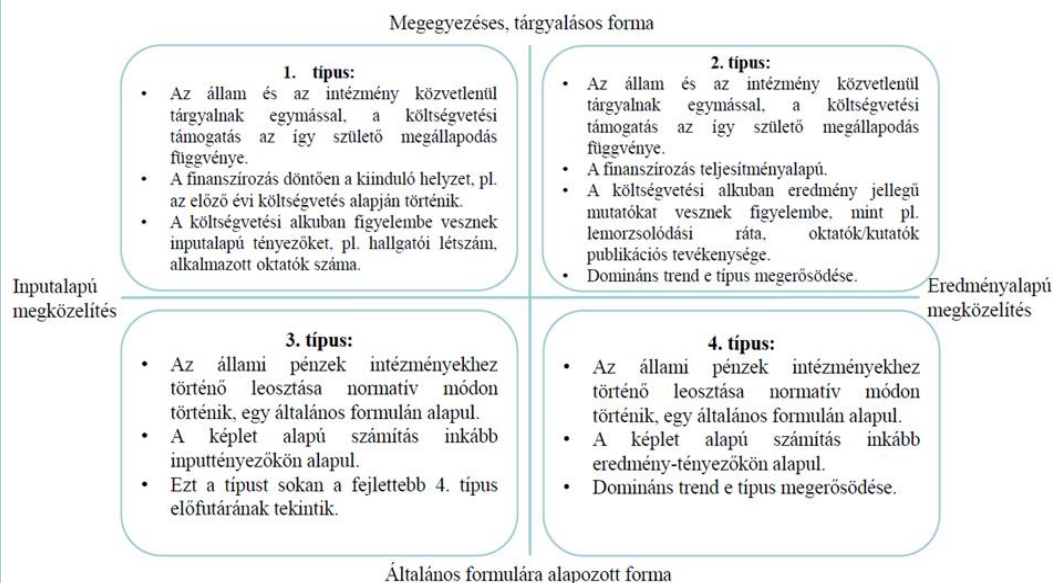 Megegyezéses, tárgyalásos forma
1. típus:
• Az állam és az intézmény közvetlenül
tárgyalnak egymással, a költségvetési
támogatás az így születő megállapodás
függvénye.
• A finanszírozás döntően a kiinduló helyzet, pl.
az előző évi költségvetés alapján történik.
• A költségvetési alkuban figyelembe vesznek
inputalapú tényezőket, pl. hallgatói létszám,
alkalmazott oktatók száma.
2. típus:
• Az állam és az intézmény közvetlenül
tárgyalnak egymással, a költségvetési
támogatás az így születő megállapodás
függvénye.
• A finanszírozás teljesítményalapú.
• A költségvetési alkuban eredmény jellegű
mutatókat vesznek figyelembe, mint pl.
lemorzsolódási ráta, oktatók/kutatók
publikációs tevékenysége.
• Domináns trend e típus megerősödése.
Inputalapú
megközelítés
Eredményalapú
megközelítés
3. típus:
• Az állami pénzek intézményekhez
történő leosztása normatív módon
történik, egy általános formulán alapul.
• A képlet alapú számítás inkább
inputtényezőkön alapul.
• Ezt a típust sokan a fejlettebb 4. típus
előfutárának tekintik.
4. típus:
• Az állami pénzek intézményekhez
történő leosztása normatív módon
történik, egy általános formulán alapul.
• A képlet alapú számítás inkább
eredmény-tényezőkön alapul.
• Domináns trend e típus megerősödése.
Általános formulára alapozott forma